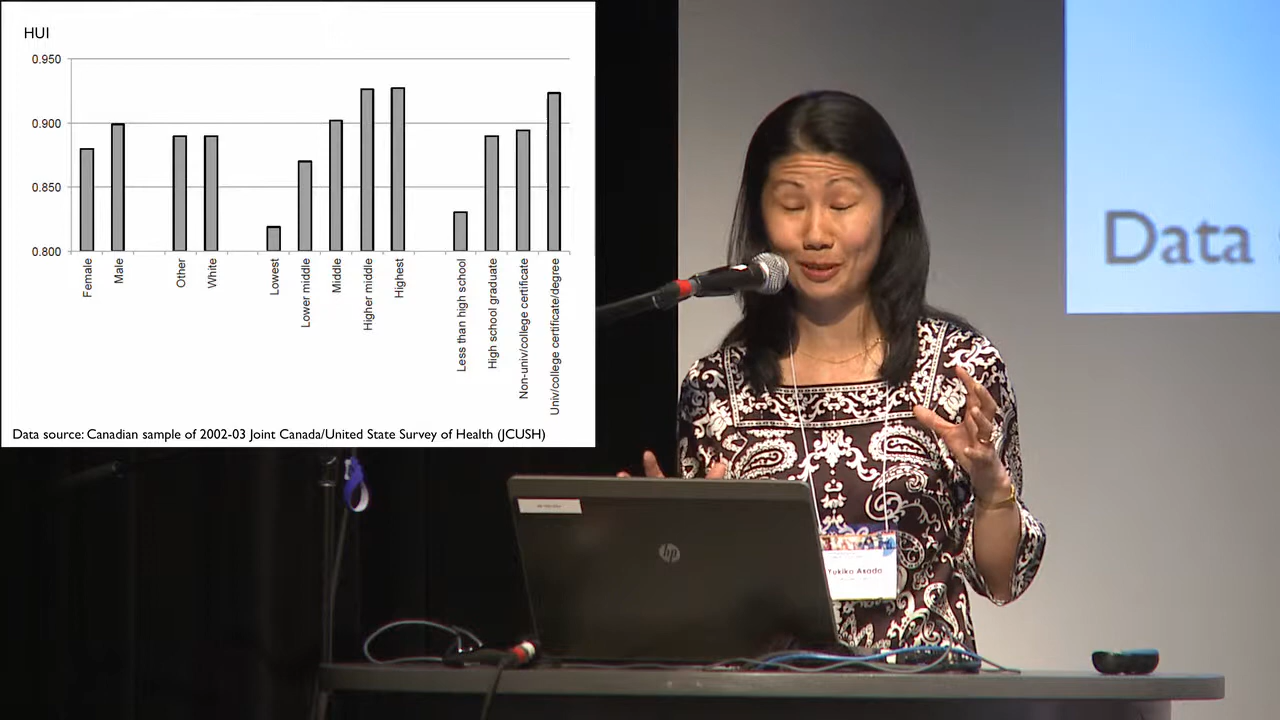 HUI
0.950
0.900
0.850
0.800
Female
Male
Other
White
Lowest
Lower middle
Middle
Higher middle
Highest
Less than high school
High school graduate
Non-univ/college certificate
Univ/college certificate/degree
Data source: Canadian sample of 2002-03 Joint Canada/United State Survey of Health (JCUSH)
Data
hp
Yukiko Asada